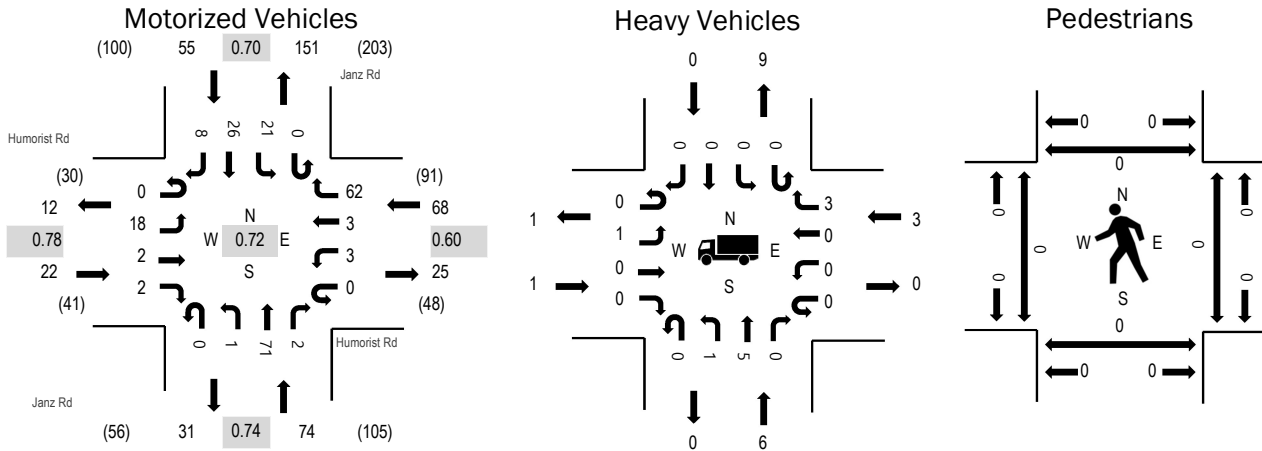 Motorized Vehicles Heavy Vehicles Pedestrians
(100) 55 0.70 151 (203) 0 9
Janz Rd
8 26 21 0 0 0 0 0 0 0
Humorist Rd 0
(30) 0 62 (91) 0 3
12 18 3 68 1 1 0 3 0 0
N N N
0.78 W 0.72 E 0.60 W E W E
S S S
22 2 3 25 1 0 0 0 0 0
(41) 2 0 (48) 0 0 0 0
0 1 71 2 Humorist Rd 0 1 5 0 0
Janz Rd 0 0
(56) 31 0.74 74 (105) 0 6